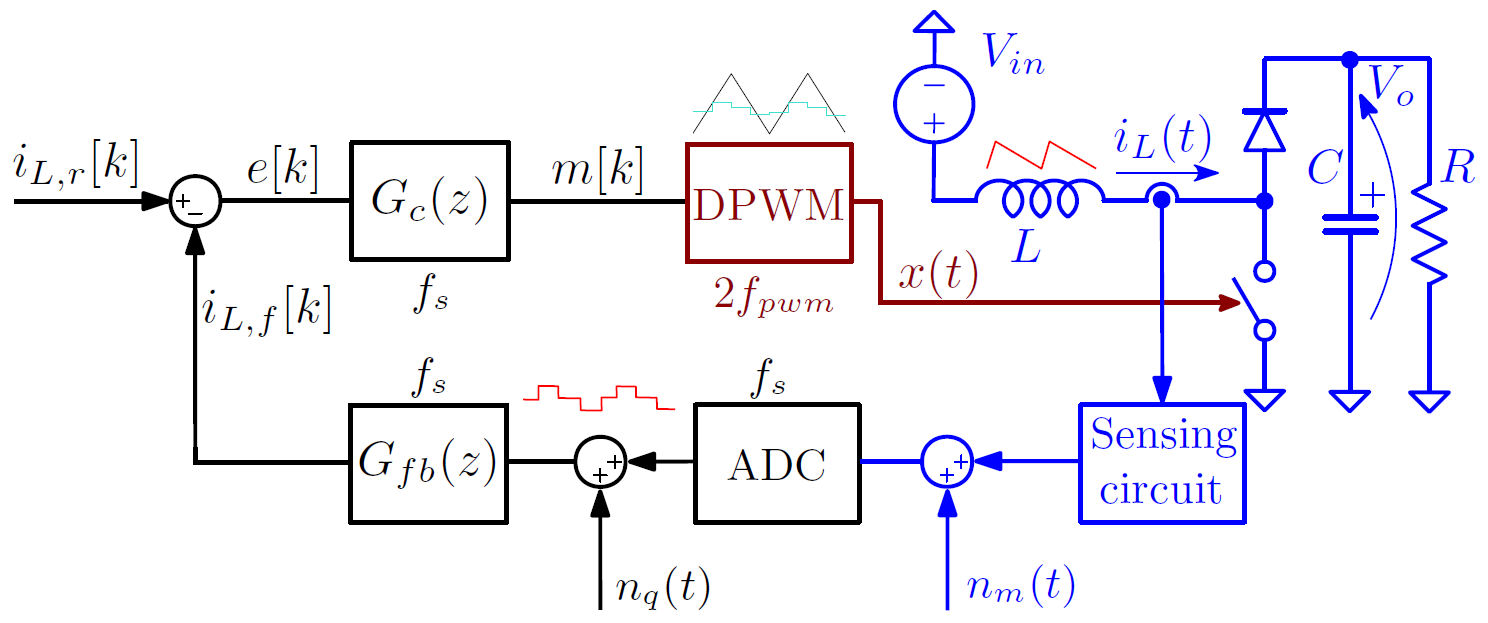 V_{in}
V_o
i_{L,r}[k]
e[k]
G_c(z)
m[k]
DPWM
i_L(t)
L
C
+
R
f_s
2f_{pwm}
x(t)
i_{L,f}[k]
f_s
f_s
G_{fb}(z)
ADC
Sensing
circuit
n_q(t)
n_m(t)